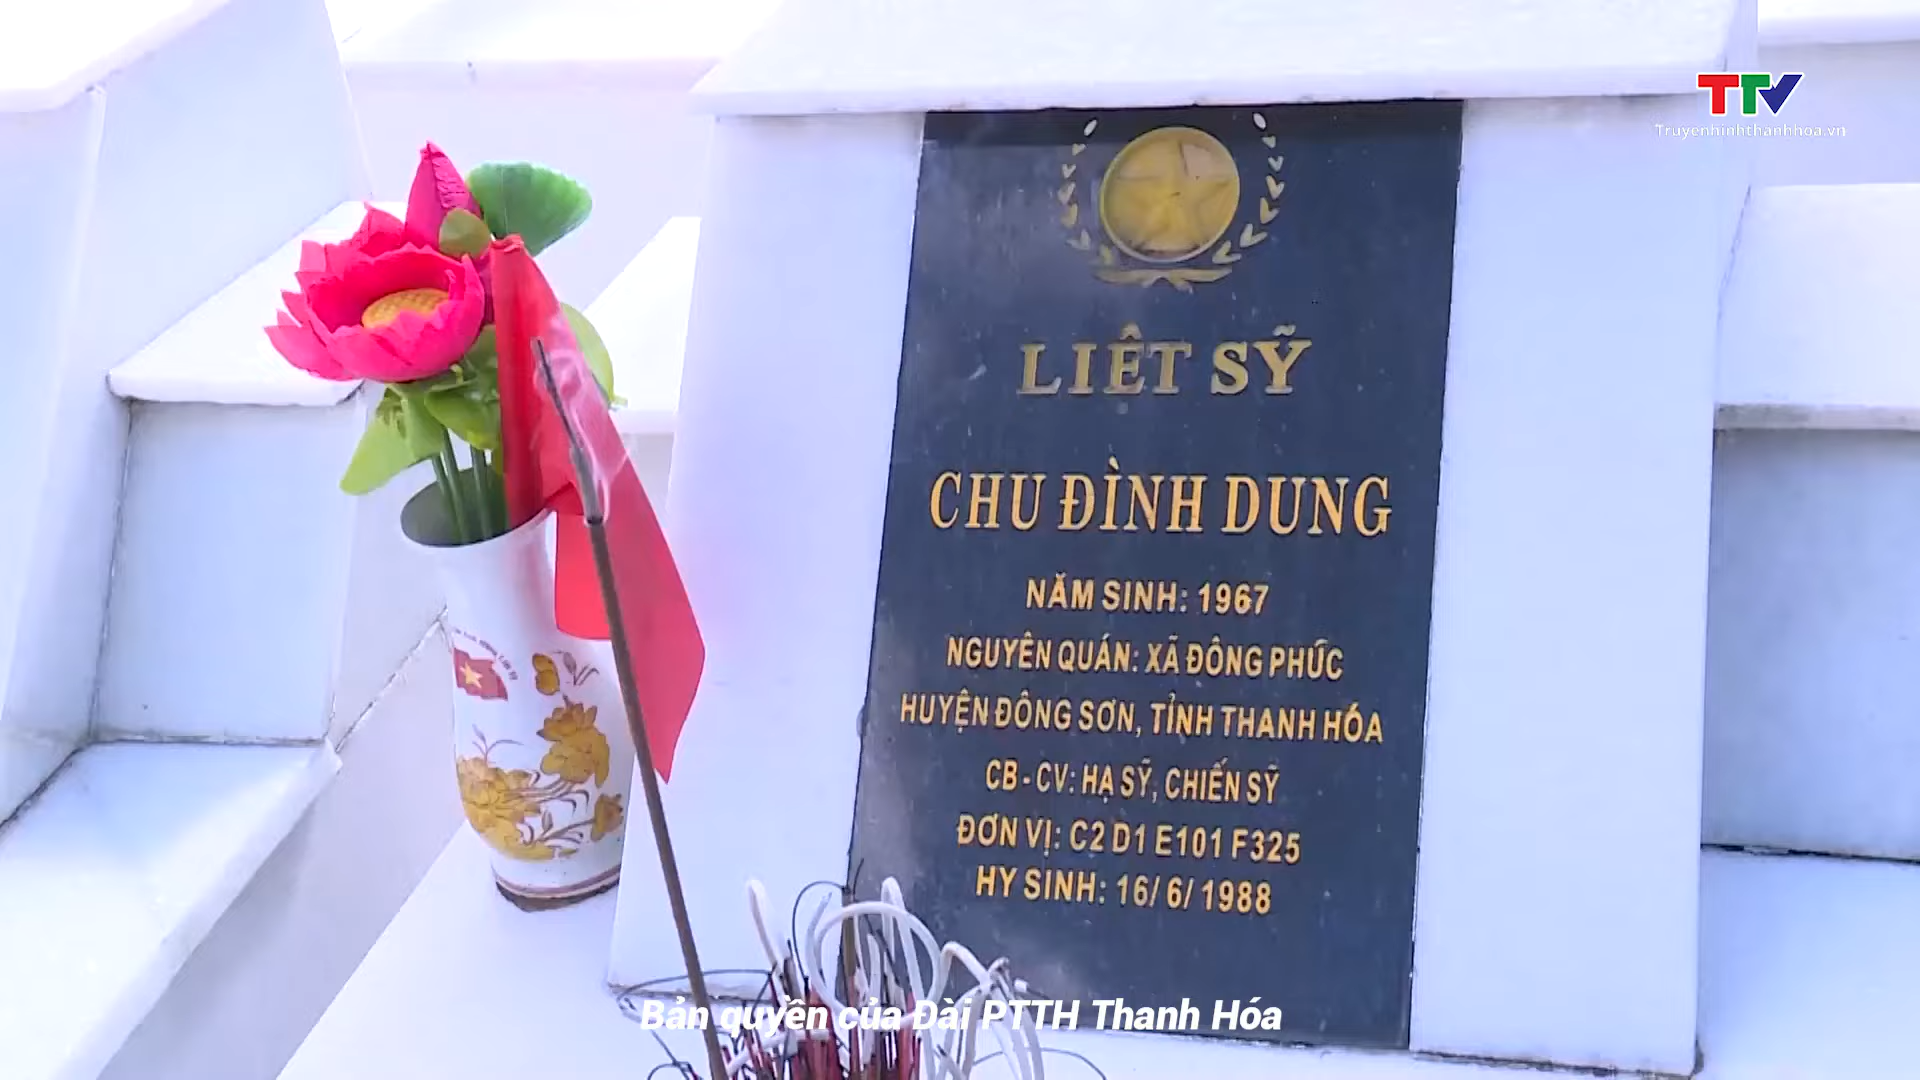 TTV
Truyenhinhthanhhoa.vn
LIỆT SỸ
CHU ĐÌNH DUNG
NĂM SINH: 1967
NGUYÊN QUÁN: XÃ ĐÔNG PHÚC
HUYỆN ĐÔNG SƠN, TỈNH THANH HÓA
CB - CV: HẠ SỸ, CHIẾN SỸ
ĐƠN VỊ: C2 D1 E101 F325
HY SINH: 16/ 6/ 1988
Bản quyền của Đài PTTH Thanh Hóa